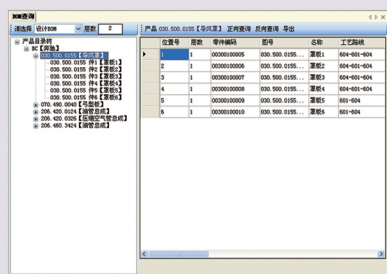 BOM查询
请选择 设计BOM 层数 2
产品目录树
BC【奔驰】
030.500.0155【导风罩】
030.500.0155 件1【罩板1】
030.500.0155 件2【罩板2】
030.500.0155 件3【罩板3】
030.500.0155 件4【罩板4】
030.500.0155 件5【罩板5】
030.500.0155 件6【罩板6】
070.490.0040【弓型板】
206.420.0124【油管总成】
206.420.0326【压缩空气管总成】
206.460.3424【油管总成】
产品 030.500.0155【导风罩】 正向查询 反向查询 导出
位置号 层数 零件编码 图号 名称 工艺路线
1 1 00300100005 030.500.0155... 罩板1 604-601-604
2 1 00300100006 030.500.0155... 罩板2 604-601-604
3 1 00300100007 030.500.0155... 罩板3 604-601-604
4 1 00300100008 030.500.0155... 罩板4 604-601-604
5 1 00300100009 030.500.0155... 罩板5 601-604
6 1 00300100010 030.500.0155... 罩板6 601-604